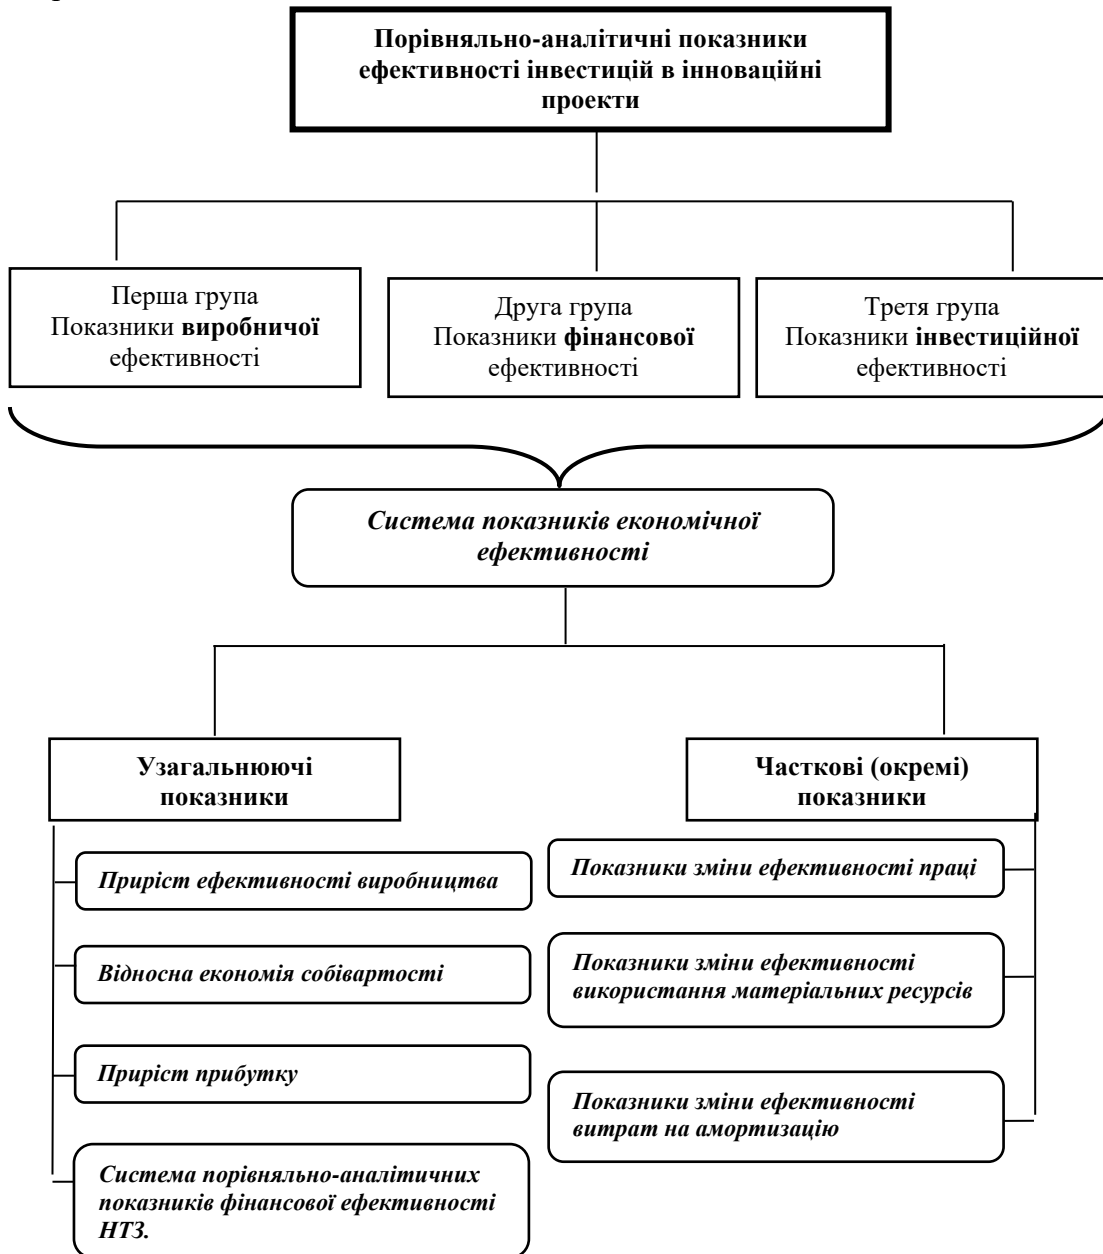 Порівняльно-аналітичні показники
ефективності інвестицій в інноваційні
проекти
Перша група
Показники виробничої
ефективності
Друга група
Показники фінансової
ефективності
Третя група
Показники інвестиційної
ефективності
Система показників економічної
ефективності
Узагальнюючі
показники
Приріст ефективності виробництва
Відносна економія собівартості
Приріст прибутку
Система порівняльно-аналітичних
показників фінансової ефективності
НТЗ.
Часткові (окремі)
показники
Показники зміни ефективності праці
Показники зміни ефективності
використання матеріальних ресурсів
Показники зміни ефективності
витрат на амортизацію